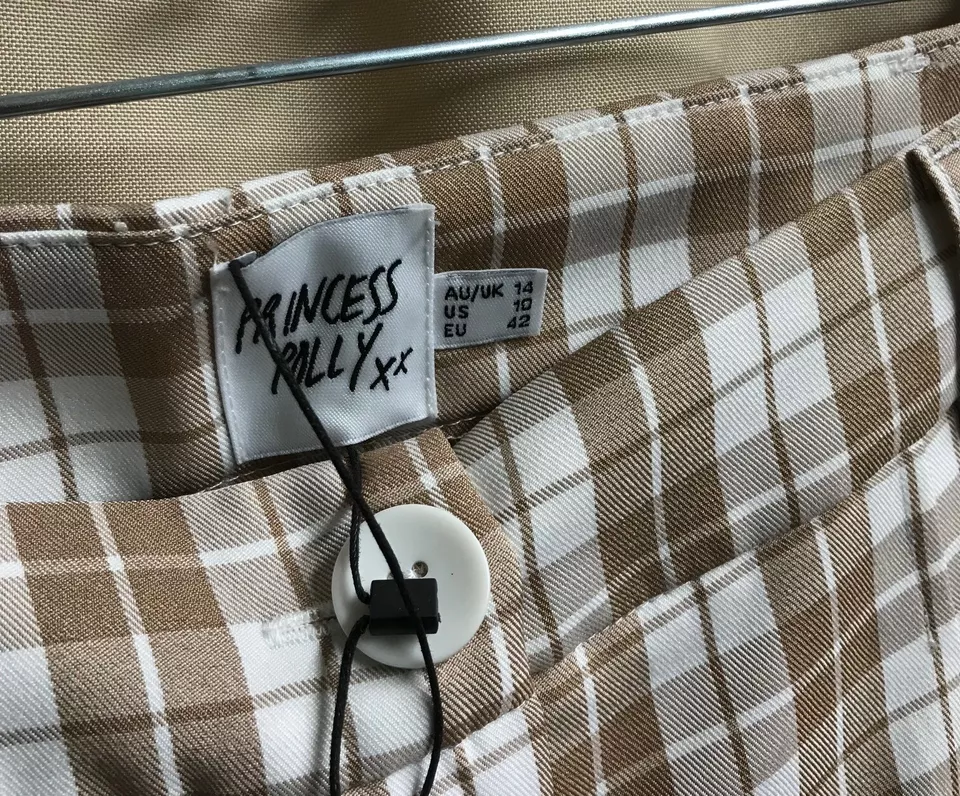 PRINCESS
POLLY xx
AU/UK 14
US 10
EU 42